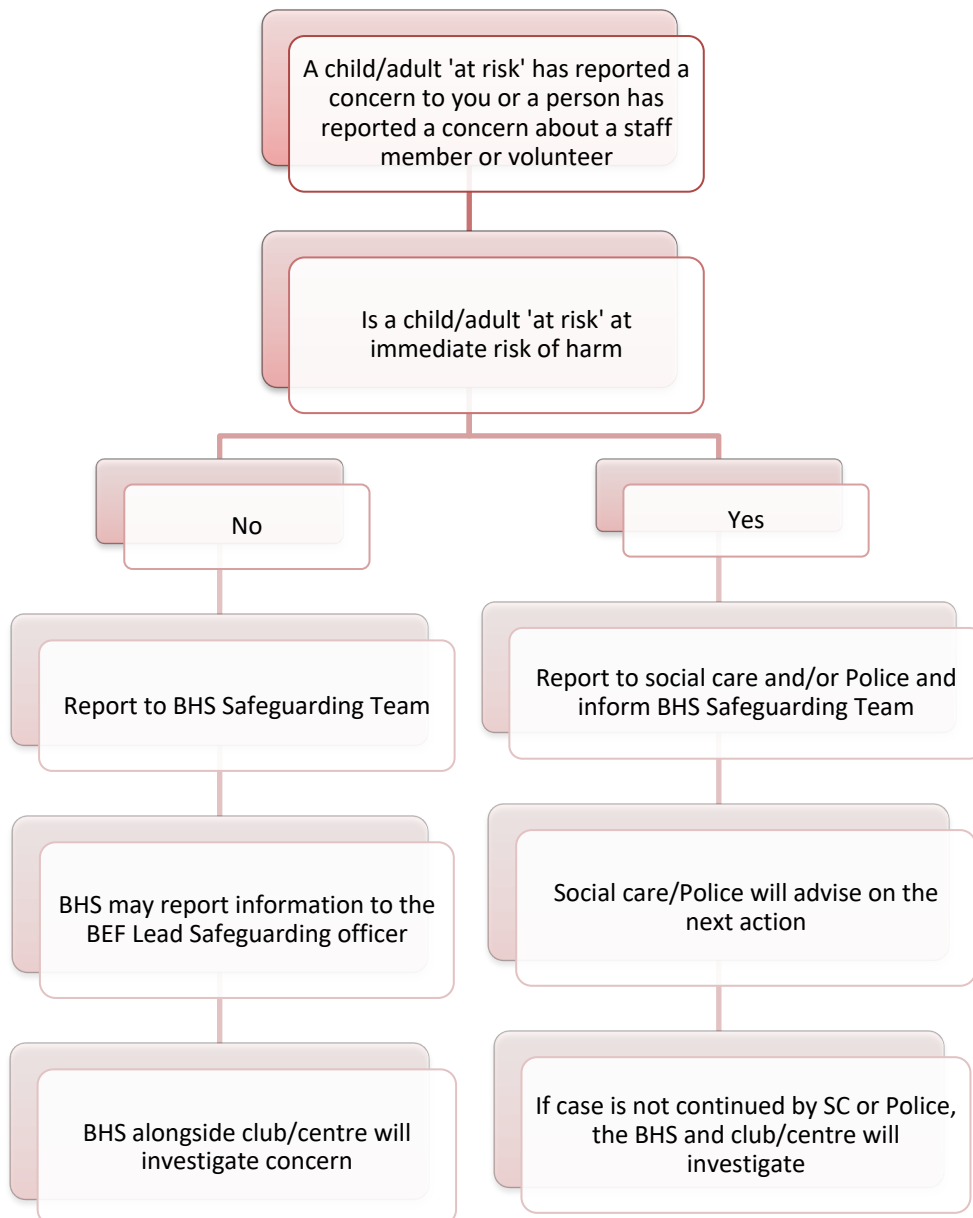 A child/adult 'at risk' has reported a
concern to you or a person has
reported a concern about a staff
member or volunteer
Is a child/adult 'at risk' at
immediate risk of harm
No
Yes
Report to BHS Safeguarding Team
Report to social care and/or Police and
inform BHS Safeguarding Team
BHS may report information to the
BEF Lead Safeguarding officer
Social care/Police will advise on the
next action
BHS alongside club/centre will
investigate concern
If case is not continued by SC or Police,
the BHS and club/centre will
investigate